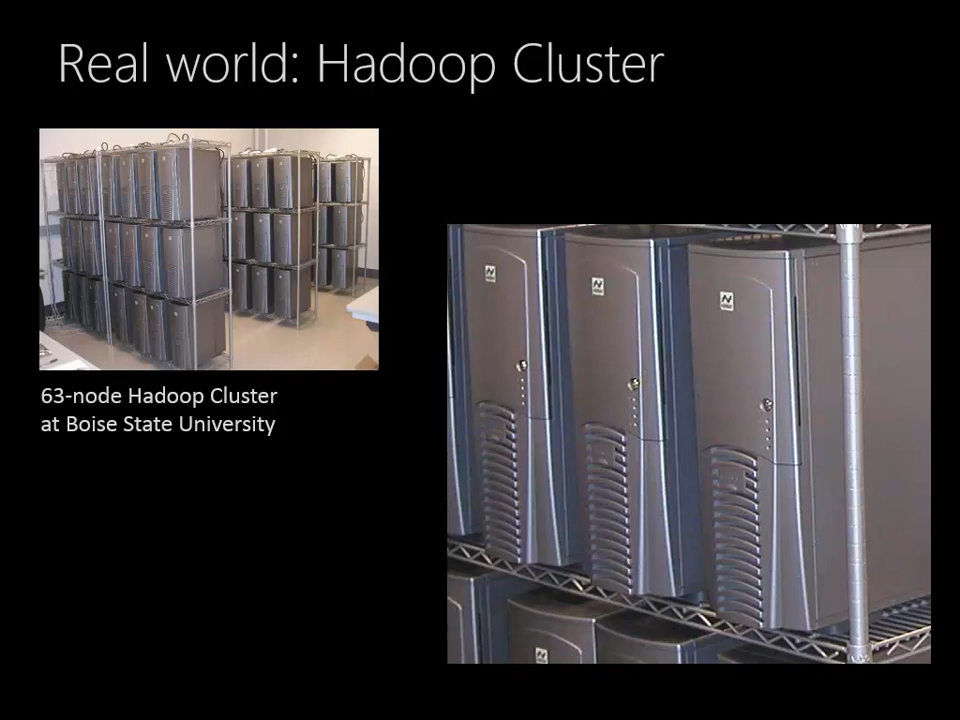 Real world: Hadoop Cluster
63-node Hadoop Cluster
at Boise State University